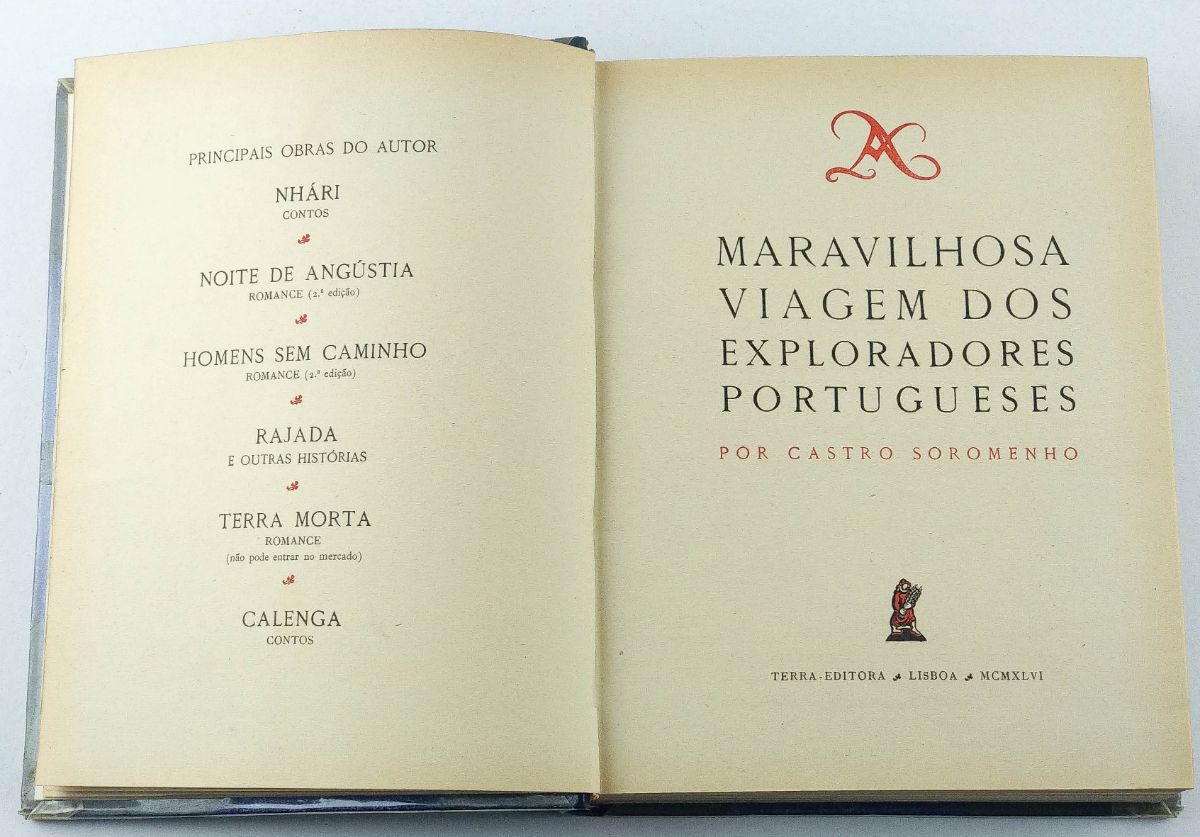 PRINCIPAIS OBRAS DO AUTOR
NHÁRI
CONTOS
NOITE DE ANGÚSTIA
ROMANCE (2.ª edição)
HOMENS SEM CAMINHO
ROMANCE (2.ª edição)
RAJADA
E OUTRAS HISTÓRIAS
TERRA MORTA
ROMANCE
(não pode entrar no mercado)
CALENGA
CONTOS
A
MARAVILHOSA
VIAGEM DOS
EXPLORADORES
PORTUGUESES
POR CASTRO SOROMENHO
TERRA-EDITORA LISBOA MCMXLVI